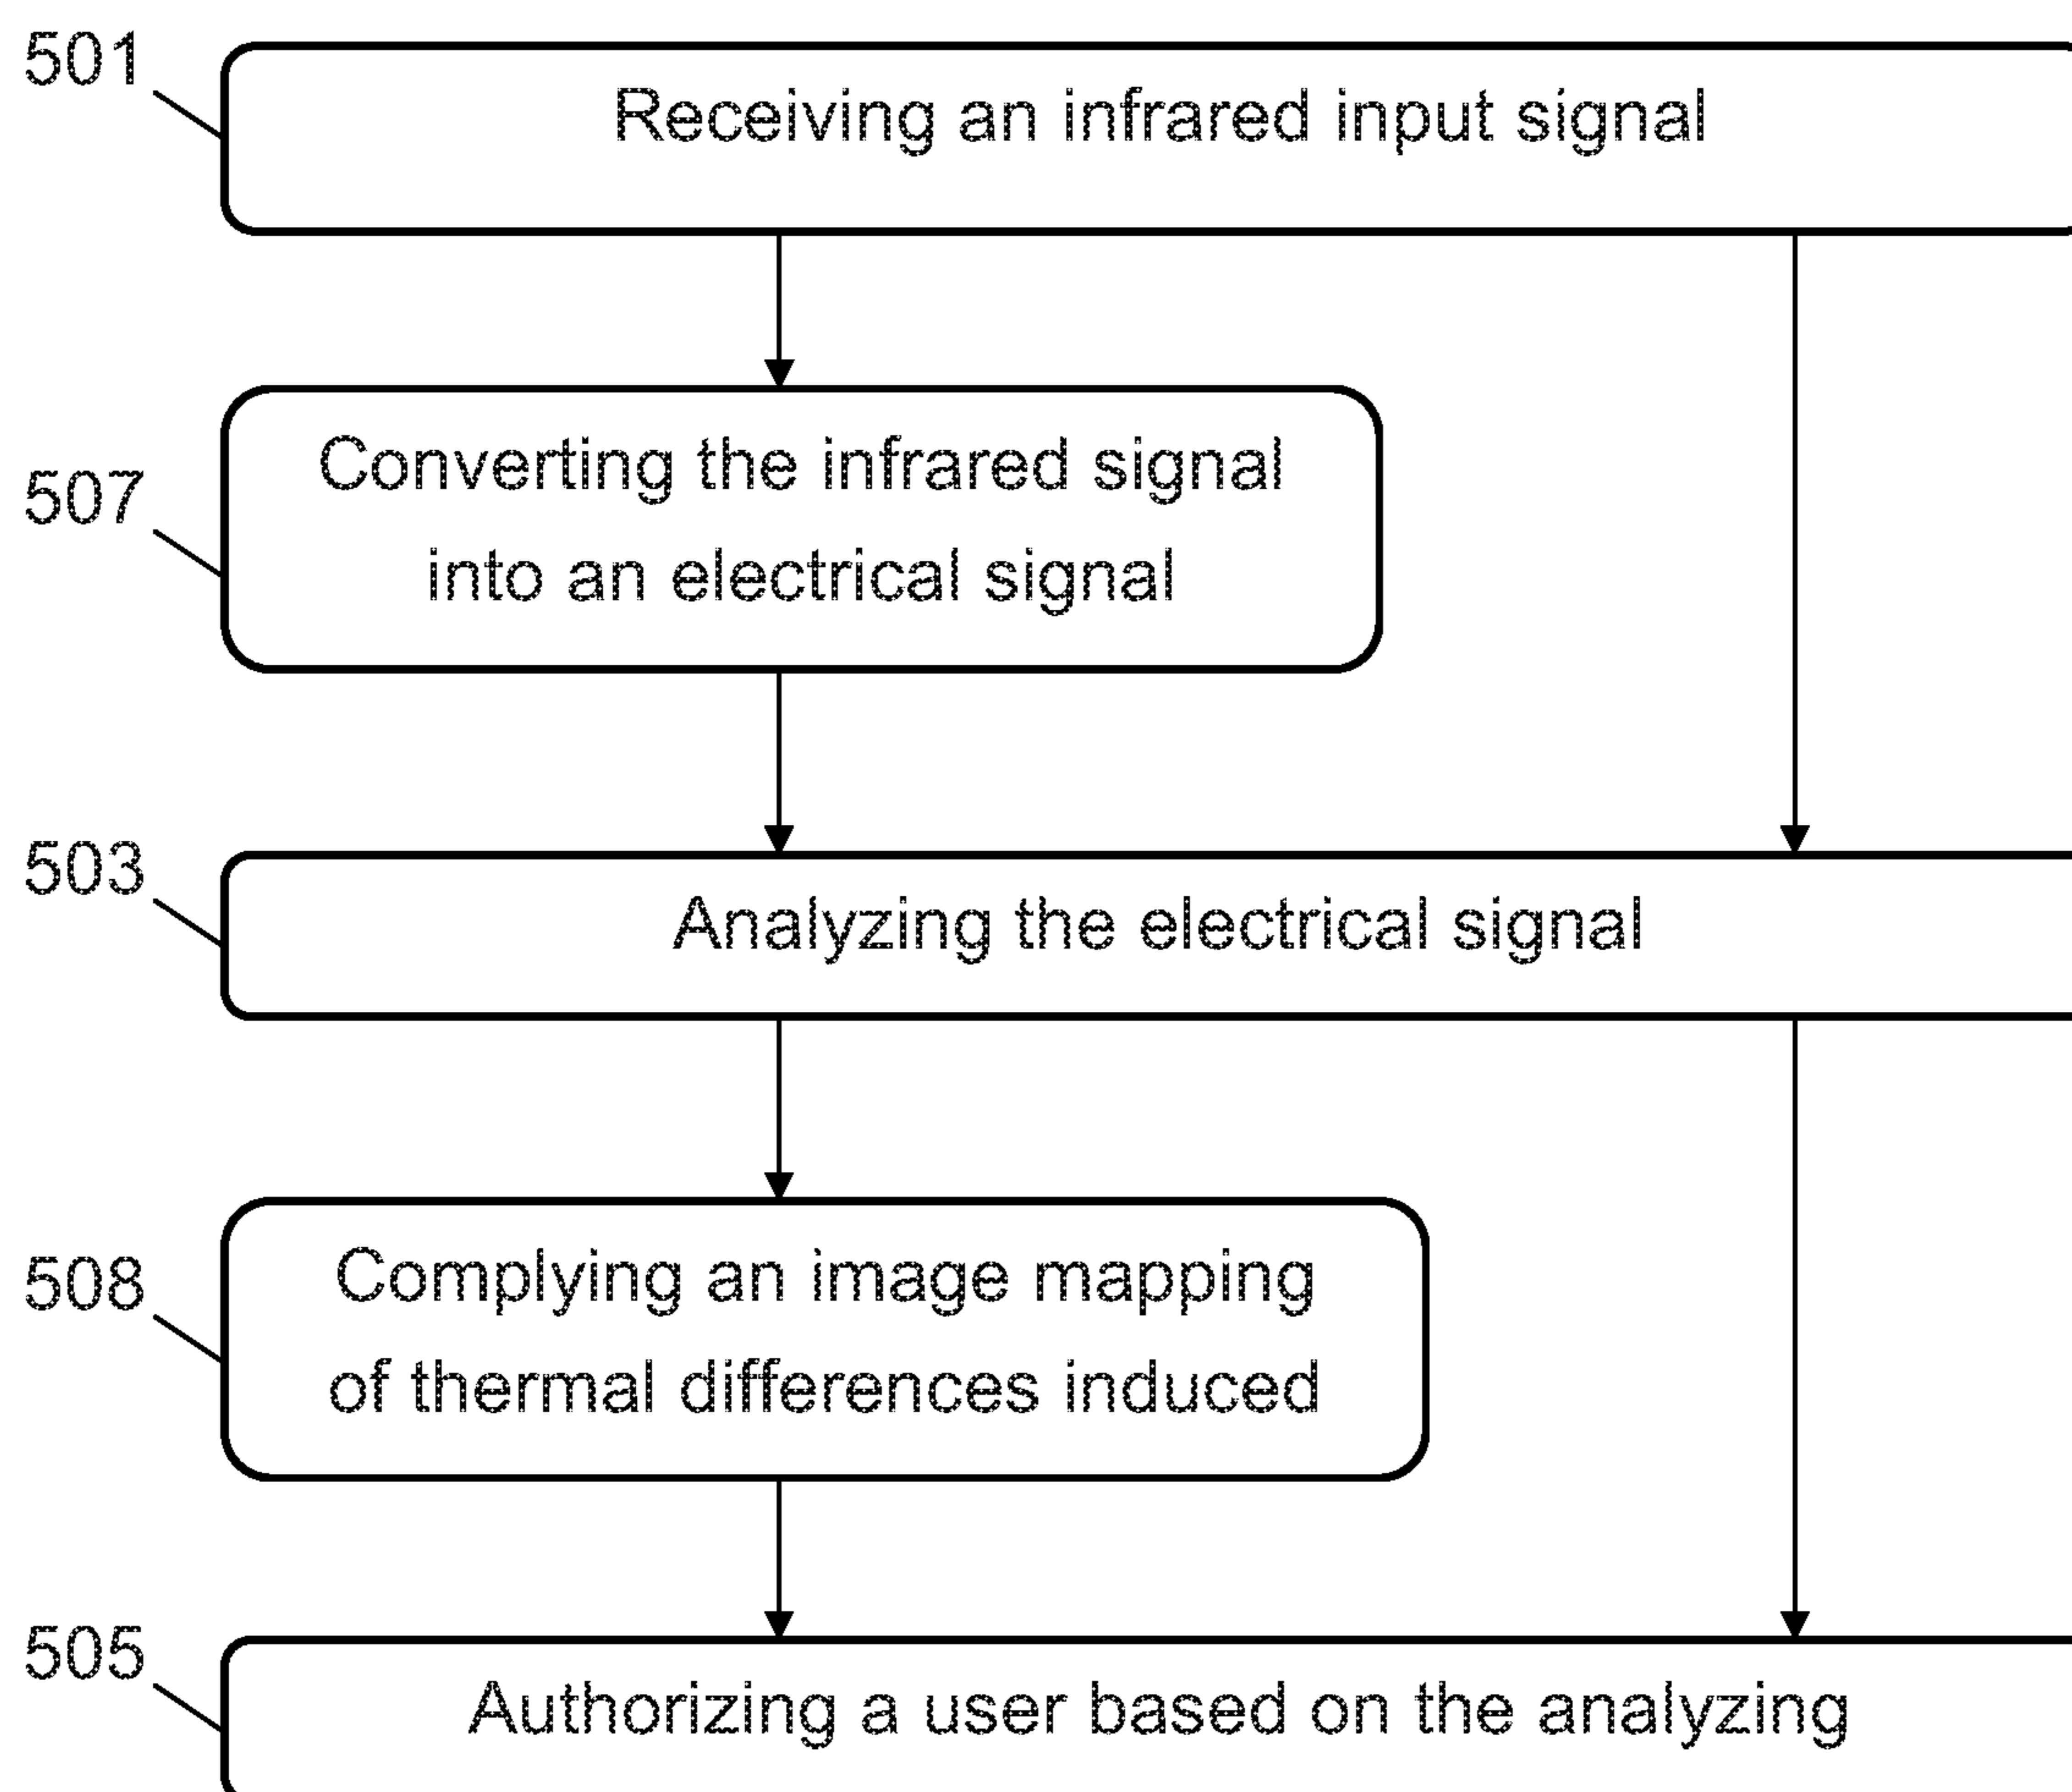 501
Receiving an infrared input signal
507
Converting the infrared signal
into an electrical signal
503
Analyzing the electrical signal
508
Complying an image mapping
of thermal differences induced
505
Authorizing a user based on the analyzing